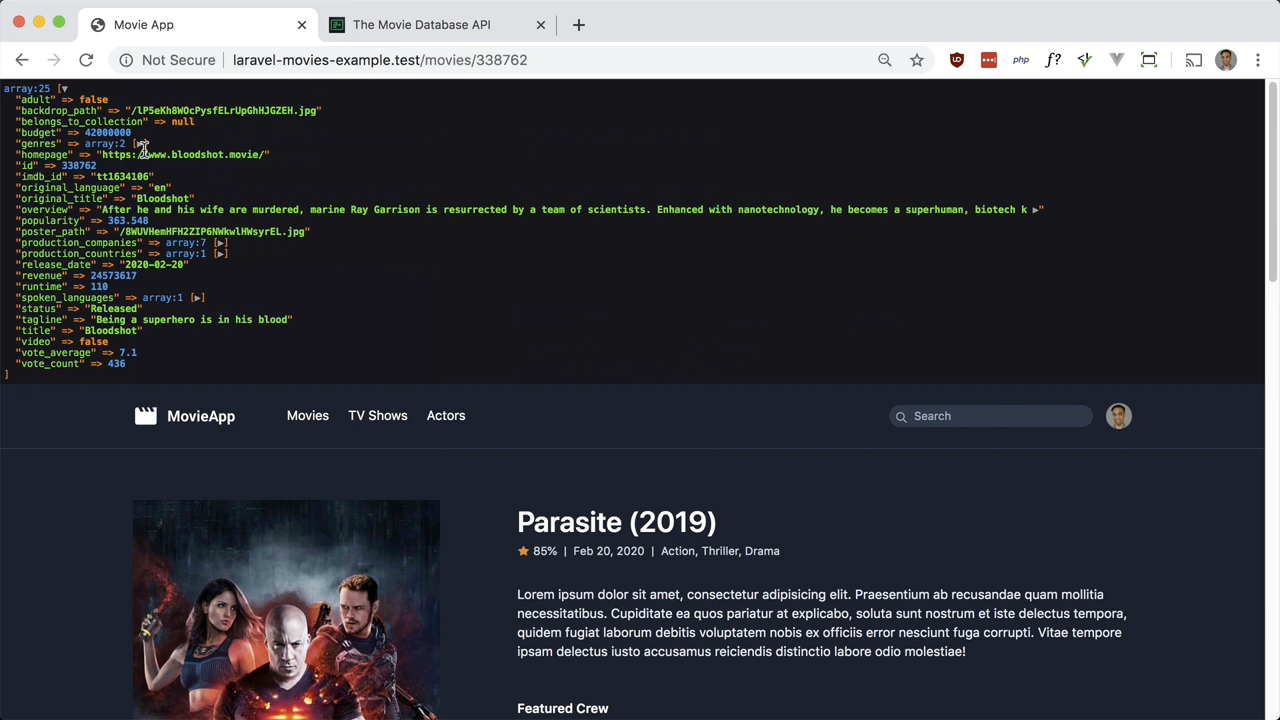 Movie App
The Movie Database API
Not Secure laravel-movies-example.test/movies/338762
php f?
array:25 [▼
"adult" => false
"backdrop_path" => "/lP5eKh8WOcPysfELrUpGhHJGZEH.jpg"
"belongs_to_collection" => null
"budget" => 42000000
"genres" => array:2 [▶]
"homepage" => "https://www.bloodshot.movie/"
"id" => 338762
"imdb_id" => "tt1634106"
"original_language" => "en"
"original_title" => "Bloodshot"
"overview" => "After he and his wife are murdered, marine Ray Garrison is resurrected by a team of scientists. Enhanced with nanotechnology, he becomes a superhuman, biotech k ▶"
"popularity" => 363.548
"poster_path" => "/8WUVHemHFH2ZIP6NWkwlHWsyrEL.jpg"
"production_companies" => array:7 [▶]
"production_countries" => array:1 [▶]
"release_date" => "2020-02-20"
"revenue" => 24573617
"runtime" => 110
"spoken_languages" => array:1 [▶]
"status" => "Released"
"tagline" => "Being a superhero is in his blood"
"title" => "Bloodshot"
"video" => false
"vote_average" => 7.1
"vote_count" => 436
]
MovieApp Movies TV Shows Actors Search
Parasite (2019)
85% | Feb 20, 2020 | Action, Thriller, Drama
Lorem ipsum dolor sit amet, consectetur adipisicing elit. Praesentium ab recusandae quam mollitia
necessitatibus. Cupiditate ea quos pariatur at explicabo, soluta sunt nostrum et iste delectus tempora,
quidem fugiat laborum debitis voluptatem nobis ex officiis error nesciunt fuga corrupti. Vitae tempore
ipsam delectus iusto accusamus reiciendis distinctio labore odio molestiae!
Featured Crew